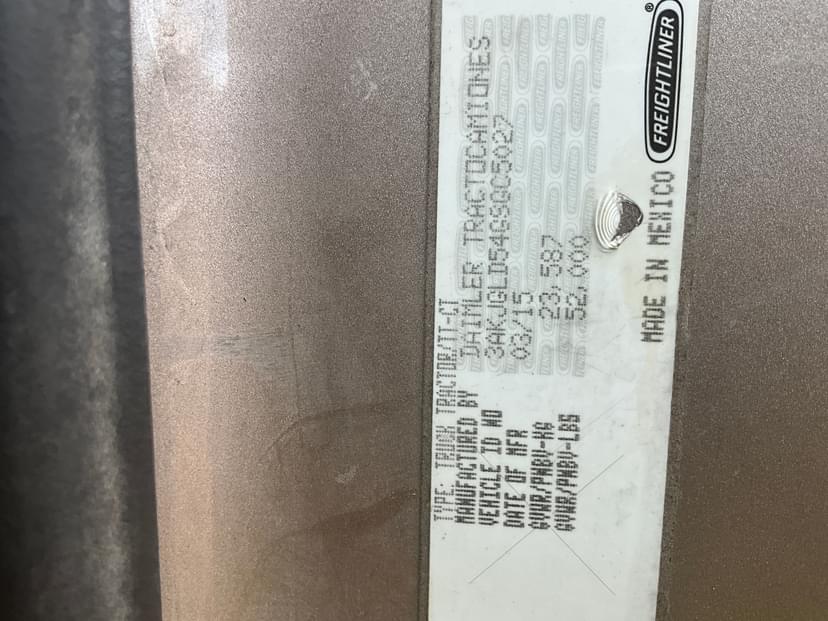 FREIGHTLINER®
TYPE: TRUCK TRACTOR/TT-CT
MANUFACTURED BY DAIMLER TRACTOCAMIONES
VEHICLE ID NO 3AKJGLD54GSGC5027
DATE OF MFR 03/15
GVWR/PNBV-KG 23,587
GVWR/PNBV-LBS 52,000
MADE IN MEXICO